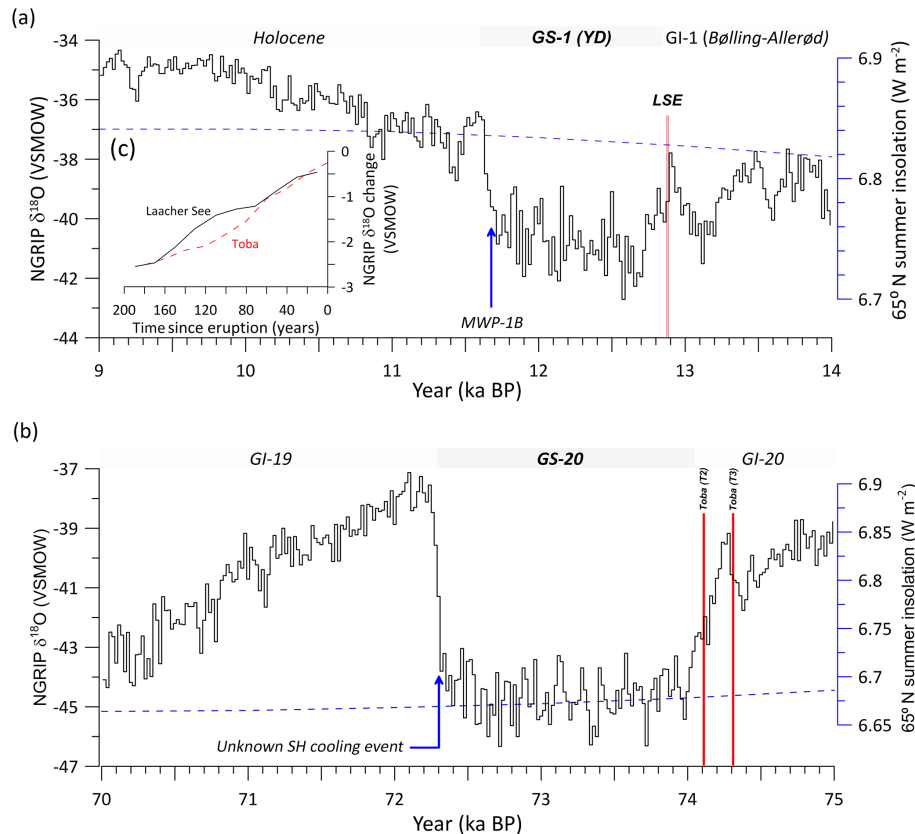 (a)
Holocene
GS-1 (YD)
GI-1 (Bølling-Allerød)
-34
-36
-38
-40
-42
-44
NGRIP δ18O (VSMOW)
LSE
6.9
6.8
6.7
65º N summer insolation (W m-2)
MWP-1B
9
10
11
12
13
14
Year (ka BP)
(c)
Laacher See
Toba
0
-1
-2
-3
NGRIP δ18O change
(VSMOW)
200
160
120
80
40
0
Time since eruption (years)
(b)
GI-19
GS-20
GI-20
-37
-39
-41
-43
-45
-47
NGRIP δ18O (VSMOW)
Toba (T2)
Toba (T3)
6.9
6.85
6.8
6.75
6.7
6.65
65º N summer insolation (W m-2)
Unknown SH cooling event
70
71
72
73
74
75
Year (ka BP)